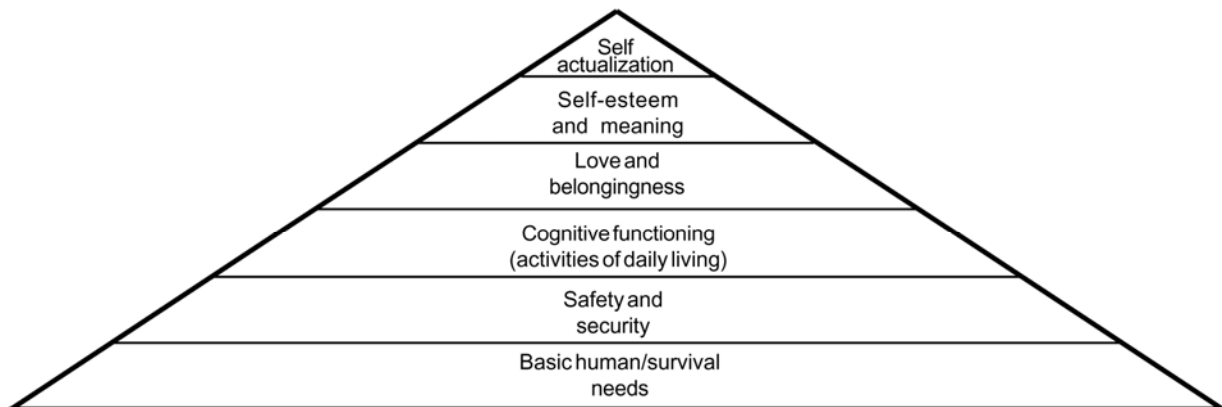 Self
actualization
Self-esteem
and meaning
Love and
belongingness
Cognitive functioning
(activities of daily living)
Safety and
security
Basic human/survival
needs